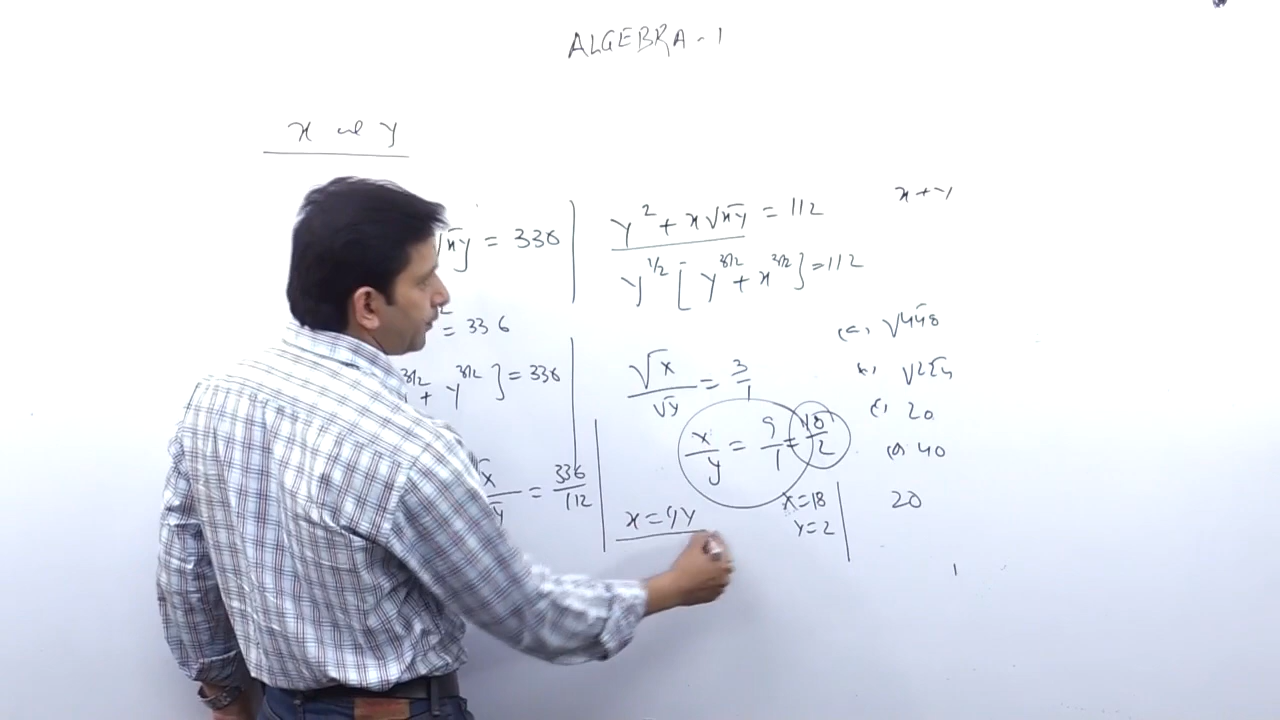 ALGEBRA-1
x and y
√xy = 336
= 336
3/2 + y^3/2] = 336
√x/√y = 336/112
y² + x√xy = 112
y^1/2 [y^3/2 + x^3/2] = 112
√x/√y = 3/1
x/y = 9/1 = 18/2
x = 9y
x = 18
y = 2
x + y
√448
√224
20
40
20